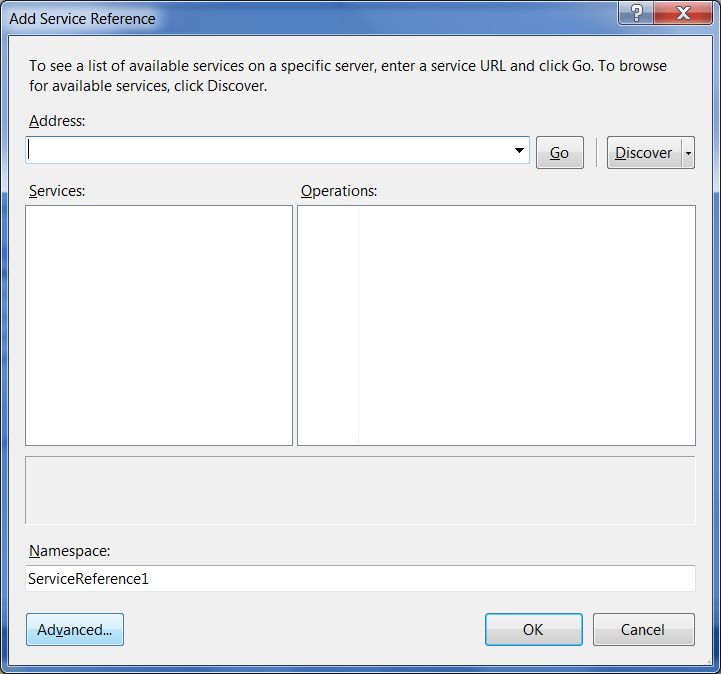 Add Service Reference
?
To see a list of available services on a specific server, enter a service URL and click Go. To browse
for available services, click Discover.
Address:
Go
Discover
Services:
Operations:
Namespace:
ServiceReference1
Advanced...
OK
Cancel